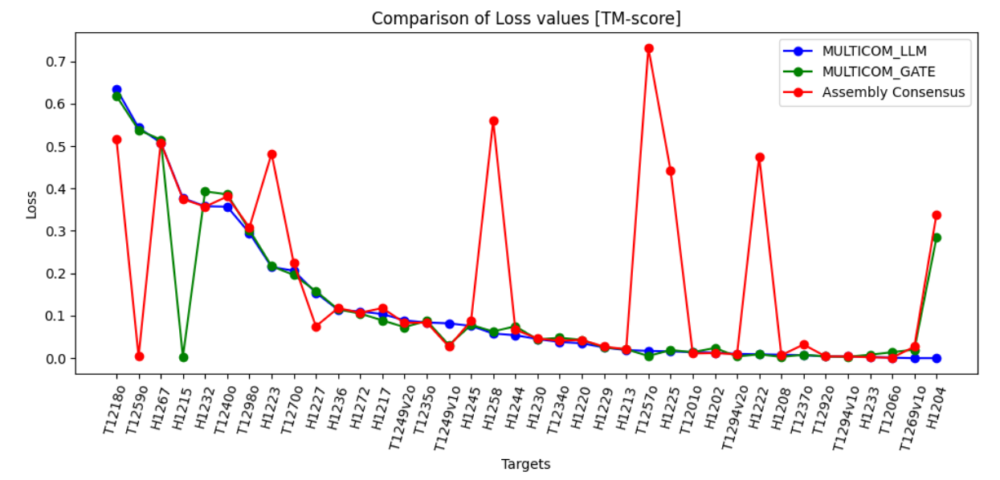 Comparison of Loss values [TM-score]
MULTICOM_LLM
MULTICOM_GATE
Assembly Consensus
Loss
0.7
0.6
0.5
0.4
0.3
0.2
0.1
0.0
T1218o
T1259o
H1267
H1215
H1232
T1240o
T1298o
H1223
T1270o
H1227
H1236
H1272
H1217
T1249v2o
T1235o
T1249v1o
H1245
H1258
H1244
H1230
T1234o
H1220
H1229
H1213
T1257o
H1225
T1201o
H1202
T1294v2o
H1222
H1208
T1237o
T1292o
T1294v1o
H1233
T1206o
T1269v1o
H1204
Targets